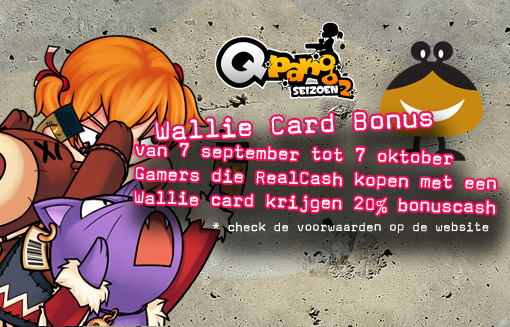 QPang
SEIZOEN 2
Wallie Card Bonus
van 7 september tot 7 oktober
Gamers die RealCash kopen met een
Wallie card krijgen 20% bonuscash
* check de voorwaarden op de website